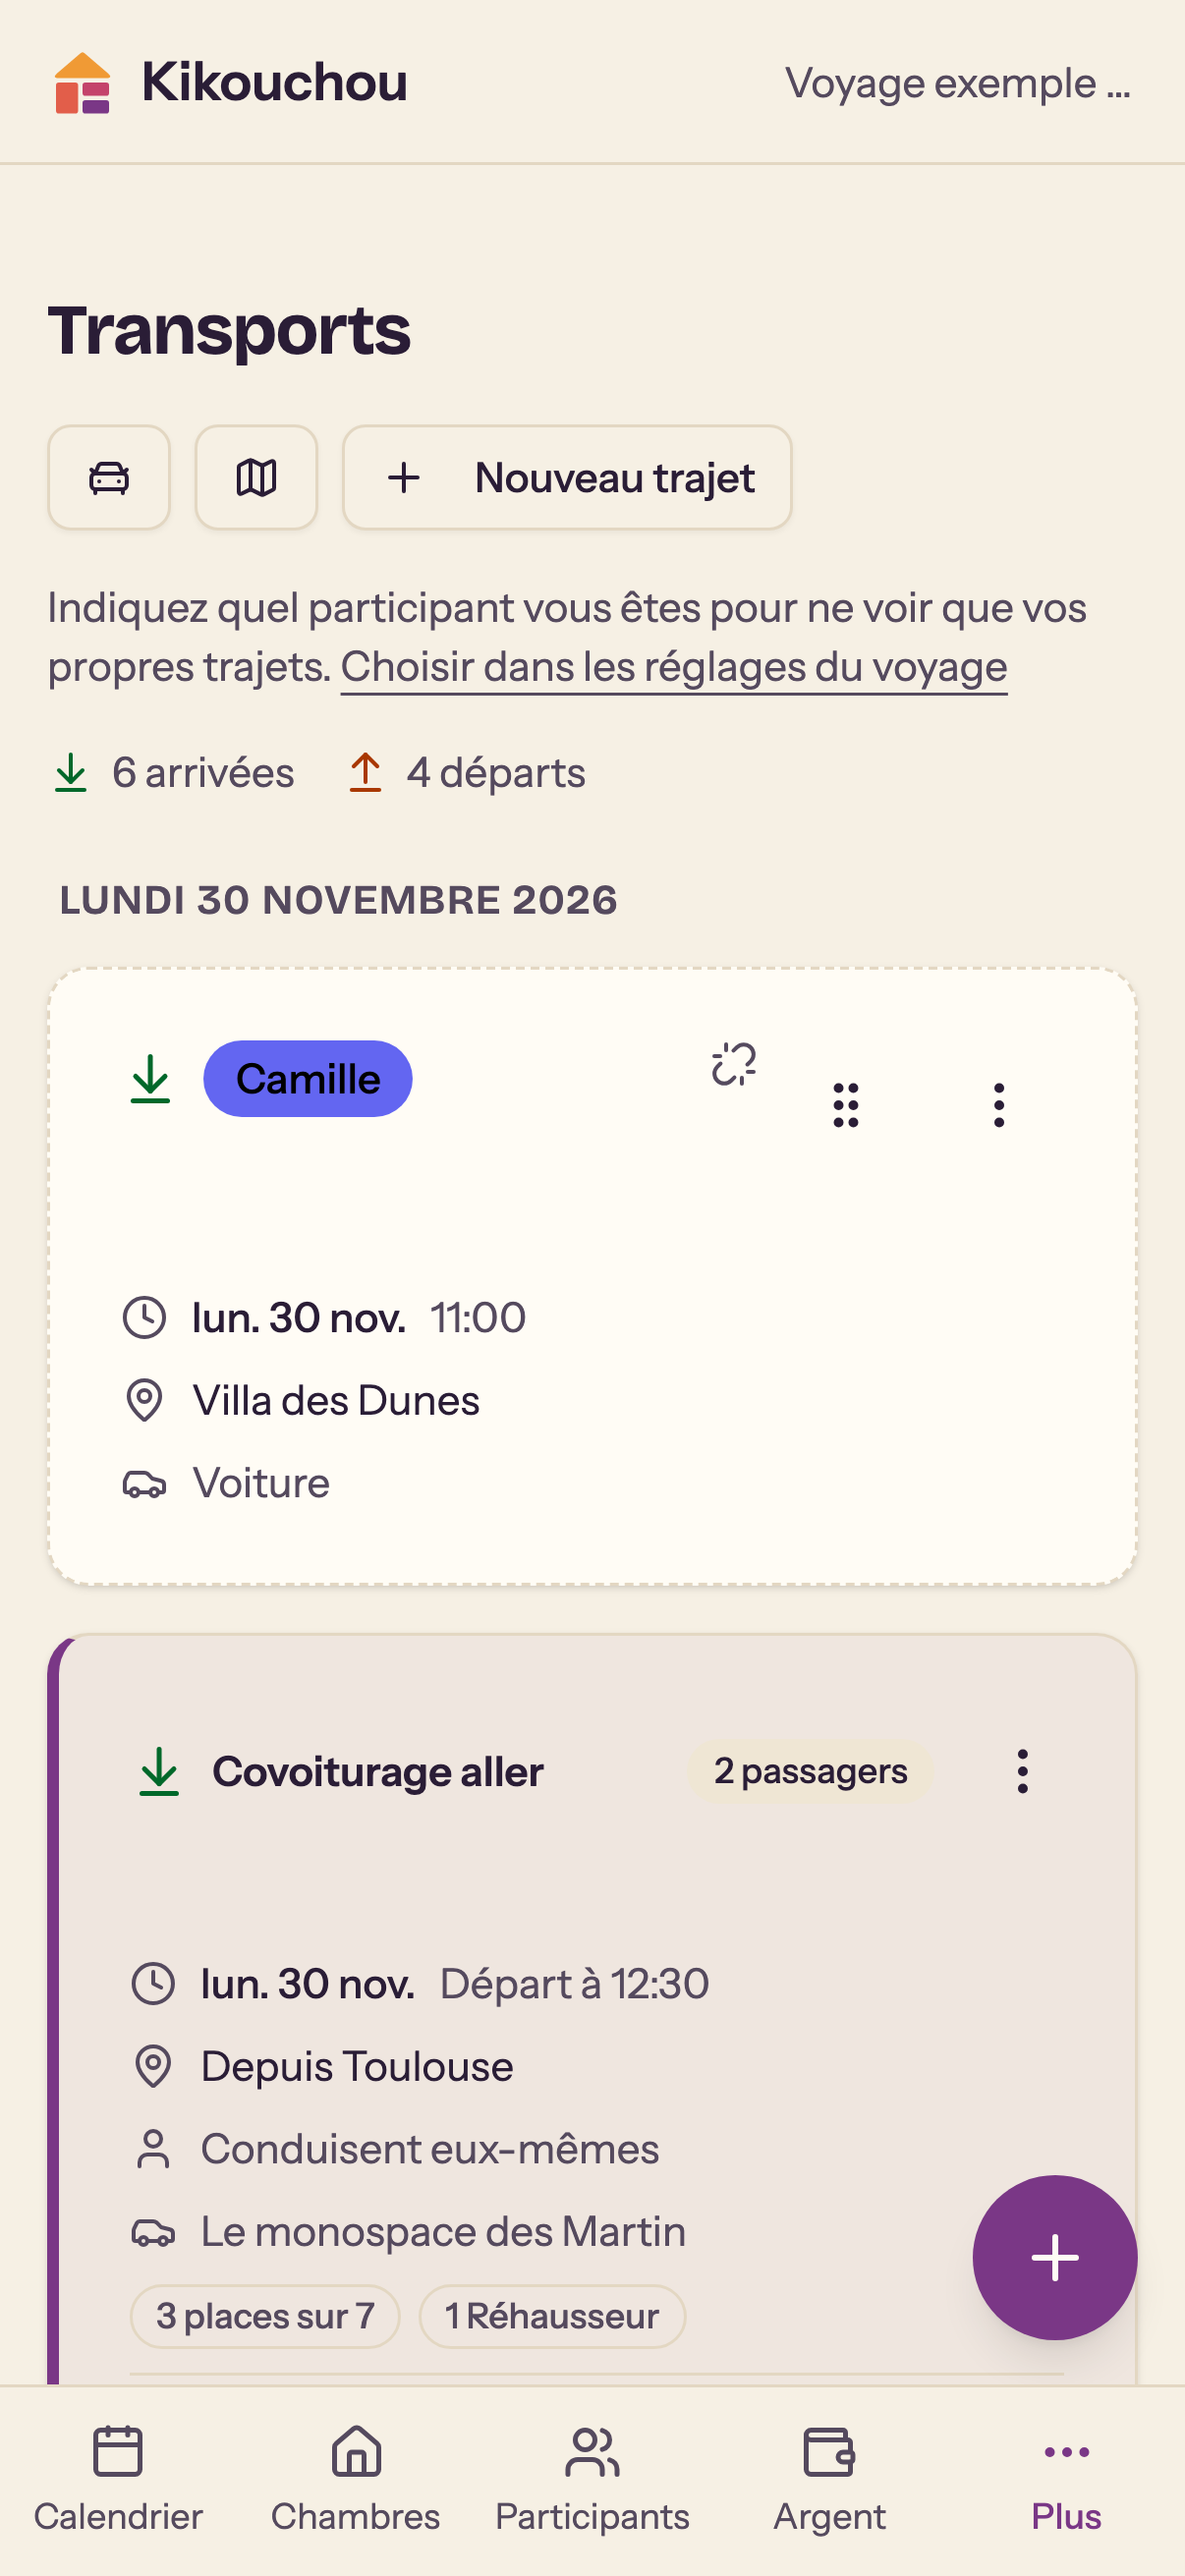 Kikouchou
Voyage exemple ...
Transports
Nouveau trajet
Indiquez quel participant vous êtes pour ne voir que vos
propres trajets. Choisir dans les réglages du voyage
6 arrivées
4 départs
LUNDI 30 NOVEMBRE 2026
Camille
lun. 30 nov. 11:00
Villa des Dunes
Voiture
Covoiturage aller
2 passagers
lun. 30 nov. Départ à 12:30
Depuis Toulouse
Conduisent eux-mêmes
Le monospace des Martin
3 places sur 7
1 Réhausseur
Calendrier
Chambres
Participants
Argent
Plus